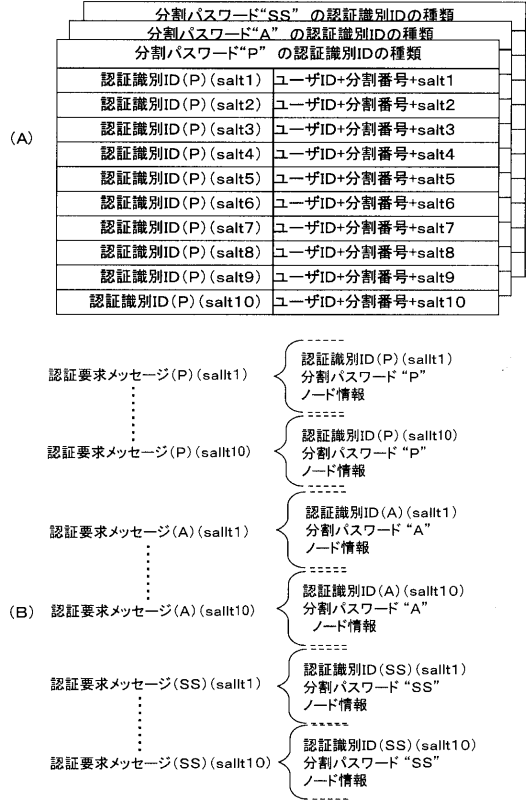 分割パスワード“SS” の認証識別IDの種類
分割パスワード“A” の認証識別IDの種類
分割パスワード“P” の認証識別IDの種類
(A)
認証識別ID(P)(salt1) ユーザID+分割番号+salt1
認証識別ID(P)(salt2) ユーザID+分割番号+salt2
認証識別ID(P)(salt3) ユーザID+分割番号+salt3
認証識別ID(P)(salt4) ユーザID+分割番号+salt4
認証識別ID(P)(salt5) ユーザID+分割番号+salt5
認証識別ID(P)(salt6) ユーザID+分割番号+salt6
認証識別ID(P)(salt7) ユーザID+分割番号+salt7
認証識別ID(P)(salt8) ユーザID+分割番号+salt8
認証識別ID(P)(salt9) ユーザID+分割番号+salt9
認証識別ID(P)(salt10) ユーザID+分割番号+salt10
(B)
認証要求メッセージ(P)(sallt1)
認証識別ID(P)(sallt1)
分割パスワード “P”
ノード情報
認証要求メッセージ(P)(sallt10)
認証識別ID(P)(sallt10)
分割パスワード “P”
ノード情報
認証要求メッセージ(A)(sallt1)
認証識別ID(A)(sallt1)
分割パスワード “A”
ノード情報
認証要求メッセージ(A)(sallt10)
認証識別ID(A)(sallt10)
分割パスワード “A”
ノード情報
認証要求メッセージ(SS)(sallt1)
認証識別ID(SS)(sallt1)
分割パスワード “SS”
ノード情報
認証要求メッセージ(SS)(sallt10)
認証識別ID(SS)(sallt10)
分割パスワード “SS”
ノード情報